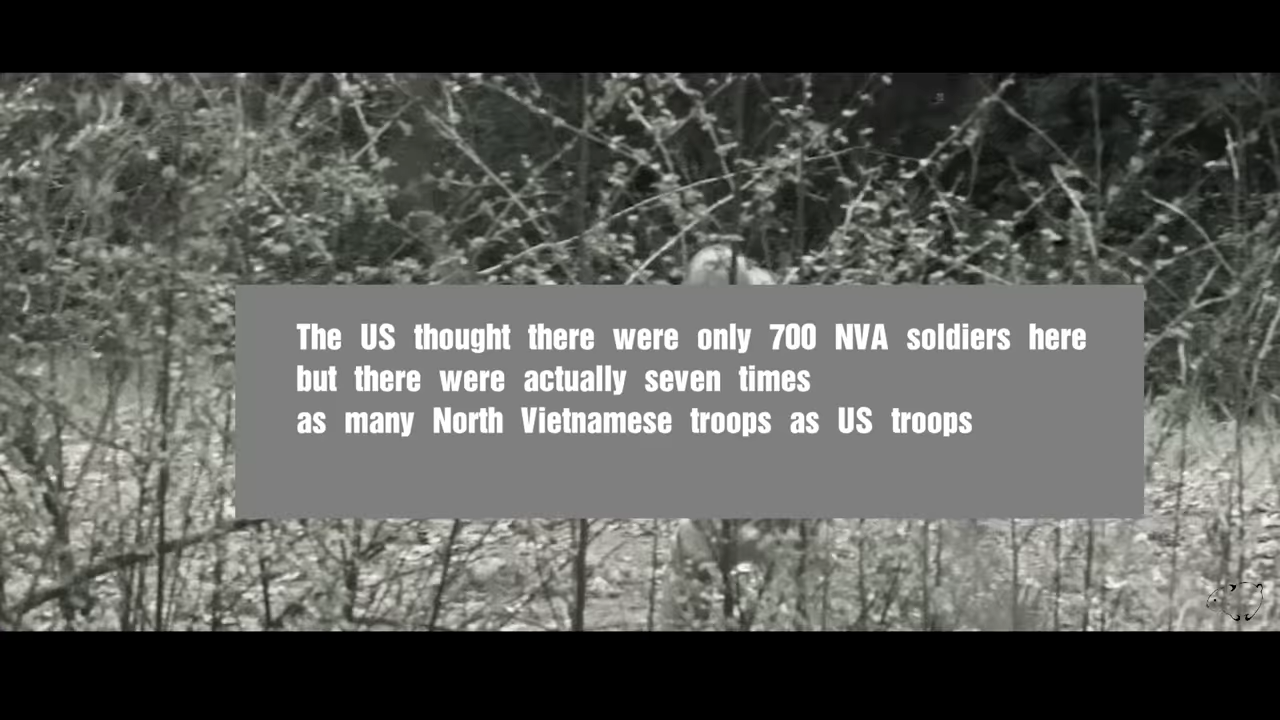 The US thought there were only 700 NVA soldiers here
but there were actually seven times
as many North Vietnamese troops as US troops